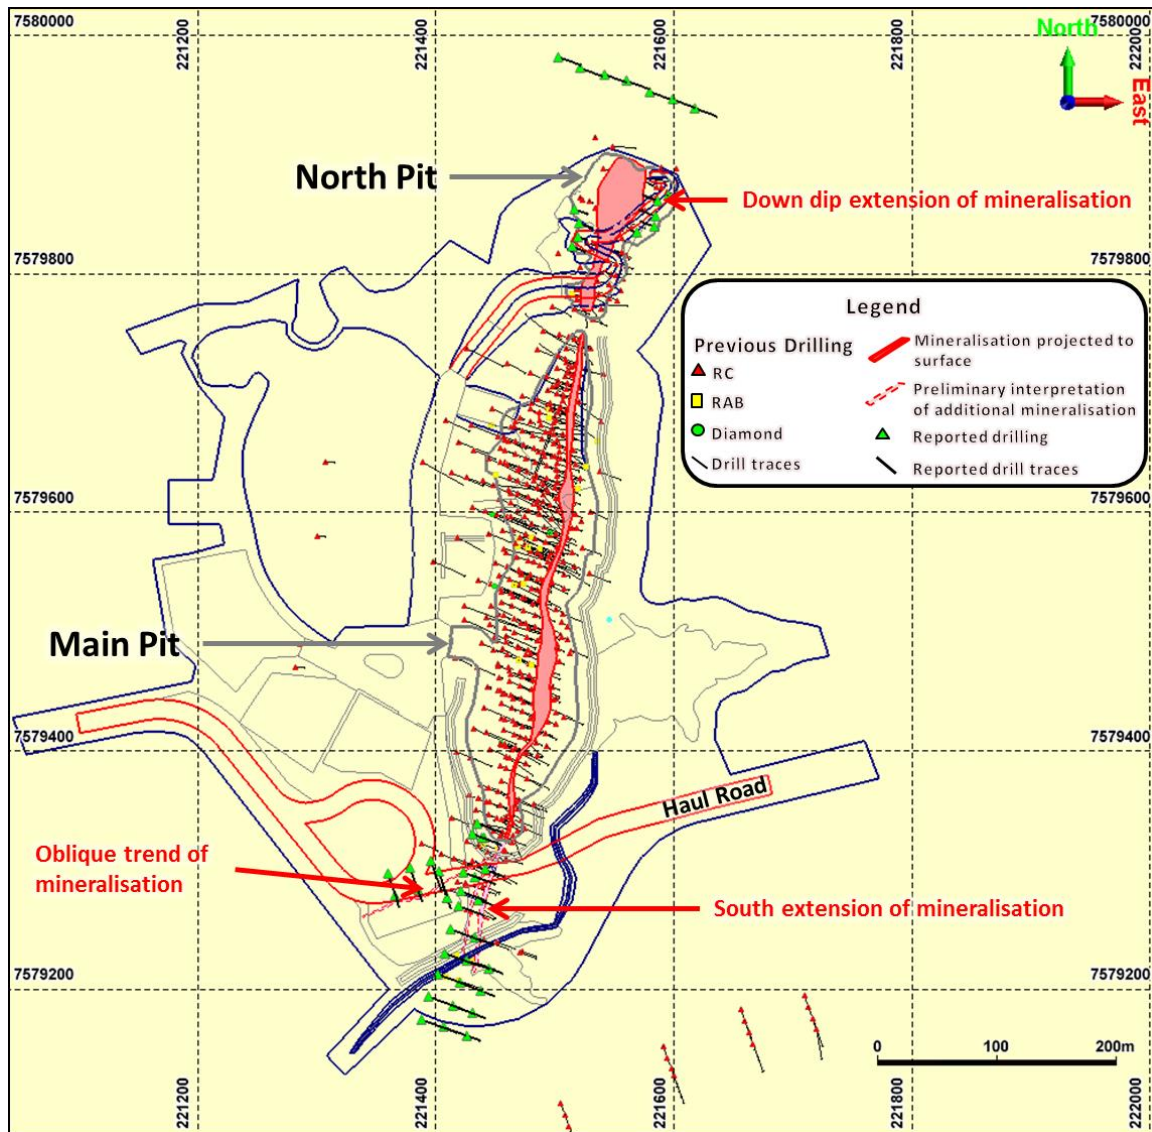 7580000
221200
221400
221600
221800
222000
7580000
North
East
North Pit
Down dip extension of mineralisation
7579800
7579800
Legend
Previous Drilling
RC
RAB
Diamond
Drill traces
Mineralisation projected to
surface
Preliminary interpretation
of additional mineralisation
Reported drilling
Reported drill traces
7579600
7579600
Main Pit
7579400
7579400
Haul Road
Oblique trend of
mineralisation
South extension of mineralisation
7579200
7579200
0 100 200m
221200
221400
221600
221800
222000